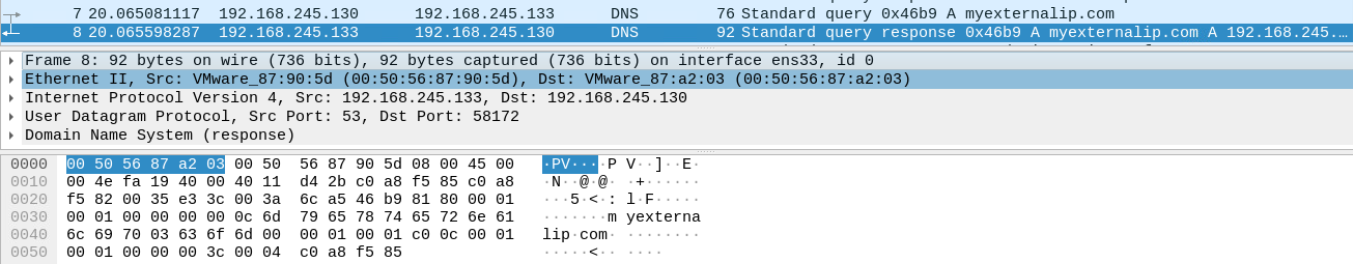 7 20.065081117 192.168.245.130 192.168.245.133 DNS 76 Standard query 0x46b9 A myexternalip.com
8 20.065598287 192.168.245.133 192.168.245.130 DNS 92 Standard query response 0x46b9 A myexternalip.com A 192.168.245.…
Frame 8: 92 bytes on wire (736 bits), 92 bytes captured (736 bits) on interface ens33, id 0
Ethernet II, Src: VMware_87:90:5d (00:50:56:87:90:5d), Dst: VMware_87:a2:03 (00:50:56:87:a2:03)
Internet Protocol Version 4, Src: 192.168.245.133, Dst: 192.168.245.130
User Datagram Protocol, Src Port: 53, Dst Port: 58172
Domain Name System (response)
0000 00 50 56 87 a2 03 00 50 56 87 90 5d 08 00 45 00 ·PV····P V··]··E·
0010 00 4e fa 19 40 00 40 11 d4 2b c0 a8 f5 85 c0 a8 ·N··@·@· ·+······
0020 f5 82 00 35 e3 3c 00 3a 6c a5 46 b9 81 80 00 01 ···5·<·: l·F·····
0030 00 01 00 00 00 00 0c 6d 79 65 78 74 65 72 6e 61 ·······m yexterna
0040 6c 69 70 03 63 6f 6d 00 00 01 00 01 c0 0c 00 01 lip·com· ········
0050 00 01 00 00 00 3c 00 04 c0 a8 f5 85 ·····<·· ····